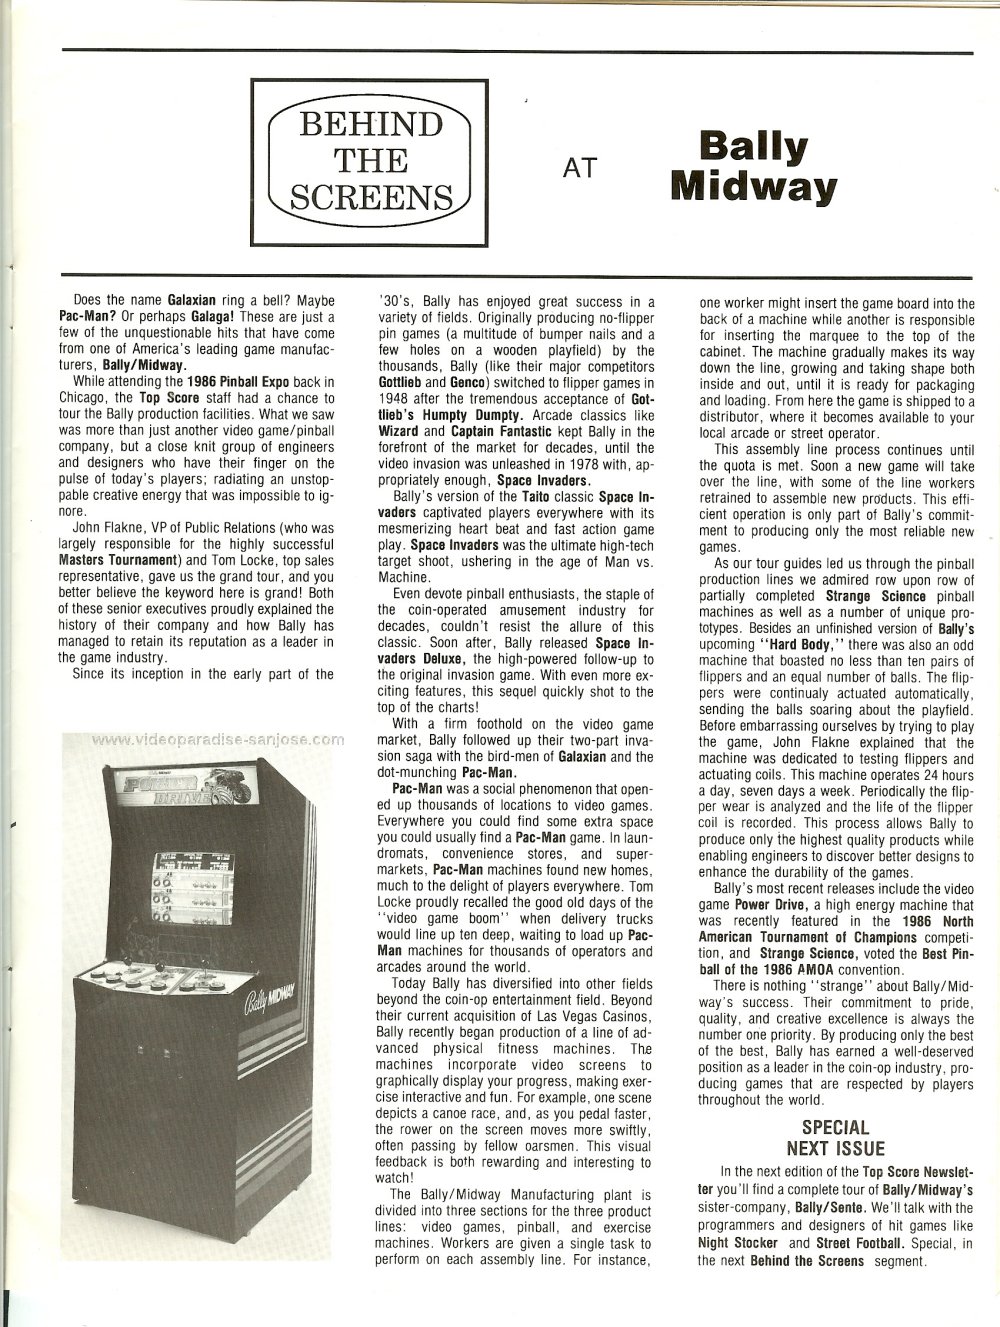 BEHIND
THE
SCREENS
AT
Bally
Midway
Does the name Galaxian ring a bell? Maybe
Pac-Man? Or perhaps Galaga! These are just a
few of the unquestionable hits that have come
from one of America's leading game manufac-
turers, Bally/Midway.
While attending the 1986 Pinball Expo back in
Chicago, the Top Score staff had a chance to
tour the Bally production facilities. What we saw
was more than just another video game/pinball
company, but a close knit group of engineers
and designers who have their finger on the
pulse of today's players; radiating an unstop-
pable creative energy that was impossible to ig-
nore.
John Flakne, VP of Public Relations (who was
largely responsible for the highly successful
Masters Tournament) and Tom Locke, top sales
representative, gave us the grand tour, and you
better believe the keyword here is grand! Both
of these senior executives proudly explained the
history of their company and how Bally has
managed to retain its reputation as a leader in
the game industry.
Since its inception in the early part of the
www.videoparadise-sanjose.com
POWER
DRIVE
Bally MIDWAY
'30's, Bally has enjoyed great success in a
variety of fields. Originally producing no-flipper
pin games (a multitude of bumper nails and a
few holes on a wooden playfield) by the
thousands, Bally (like their major competitors
Gottlieb and Genco) switched to flipper games in
1948 after the tremendous acceptance of Got-
tlieb's Humpty Dumpty. Arcade classics like
Wizard and Captain Fantastic kept Bally in the
forefront of the market for decades, until the
video invasion was unleashed in 1978 with, ap-
propriately enough, Space Invaders.
Bally's version of the Taito classic Space In-
vaders captivated players everywhere with its
mesmerizing heart beat and fast action game
play. Space Invaders was the ultimate high-tech
target shoot, ushering in the age of Man vs.
Machine.
Even devote pinball enthusiasts, the staple of
the coin-operated amusement industry for
decades, couldn't resist the allure of this
classic. Soon after, Bally released Space In-
vaders Deluxe, the high-powered follow-up to
the original invasion game. With even more ex-
citing features, this sequel quickly shot to the
top of the charts!
With a firm foothold on the video game
market, Bally followed up their two-part inva-
sion saga with the bird-men of Galaxian and the
dot-munching Pac-Man.
Pac-Man was a social phenomenon that open-
ed up thousands of locations to video games.
Everywhere you could find some extra space
you could usually find a Pac-Man game. In laun-
dromats, convenience stores, and super-
markets, Pac-Man machines found new homes,
much to the delight of players everywhere. Tom
Locke proudly recalled the good old days of the
"video game boom" when delivery trucks
would line up ten deep, waiting to load up Pac-
Man machines for thousands of operators and
arcades around the world.
Today Bally has diversified into other fields
beyond the coin-op entertainment field. Beyond
their current acquisition of Las Vegas Casinos,
Bally recently began production of a line of ad-
vanced physical fitness machines. The
machines incorporate video screens to
graphically display your progress, making exer-
cise interactive and fun. For example, one scene
depicts a canoe race, and, as you pedal faster,
the rower on the screen moves more swiftly,
often passing by fellow oarsmen. This visual
feedback is both rewarding and interesting to
watch!
The Bally/Midway Manufacturing plant is
divided into three sections for the three product
lines: video games, pinball, and exercise
machines. Workers are given a single task to
perform on each assembly line. For instance,
one worker might insert the game board into the
back of a machine while another is responsible
for inserting the marquee to the top of the
cabinet. The machine gradually makes its way
down the line, growing and taking shape both
inside and out, until it is ready for packaging
and loading. From here the game is shipped to a
distributor, where it becomes available to your
local arcade or street operator.
This assembly line process continues until
the quota is met. Soon a new game will take
over the line, with some of the line workers
retrained to assemble new products. This effi-
cient operation is only part of Bally's commit-
ment to producing only the most reliable new
games.
As our tour guides led us through the pinball
production lines we admired row upon row of
partially completed Strange Science pinball
machines as well as a number of unique pro-
totypes. Besides an unfinished version of Bally's
upcoming "Hard Body," there was also an odd
machine that boasted no less than ten pairs of
flippers and an equal number of balls. The flip-
pers were continualy actuated automatically,
sending the balls soaring about the playfield.
Before embarrassing ourselves by trying to play
the game, John Flakne explained that the
machine was dedicated to testing flippers and
actuating coils. This machine operates 24 hours
a day, seven days a week. Periodically the flip-
per wear is analyzed and the life of the flipper
coil is recorded. This process allows Bally to
produce only the highest quality products while
enabling engineers to discover better designs to
enhance the durability of the games.
Bally's most recent releases include the video
game Power Drive, a high energy machine that
was recently featured in the 1986 North
American Tournament of Champions competi-
tion, and Strange Science, voted the Best Pin-
ball of the 1986 AMOA convention.
There is nothing "strange" about Bally/Mid-
way's success. Their commitment to pride,
quality, and creative excellence is always the
number one priority. By producing only the best
of the best, Bally has earned a well-deserved
position as a leader in the coin-op industry, pro-
ducing games that are respected by players
throughout the world.
SPECIAL
NEXT ISSUE
In the next edition of the Top Score Newslet-
ter you'll find a complete tour of Bally/Midway's
sister-company, Bally/Sente. We'll talk with the
programmers and designers of hit games like
Night Stocker and Street Football. Special, in
the next Behind the Screens segment.